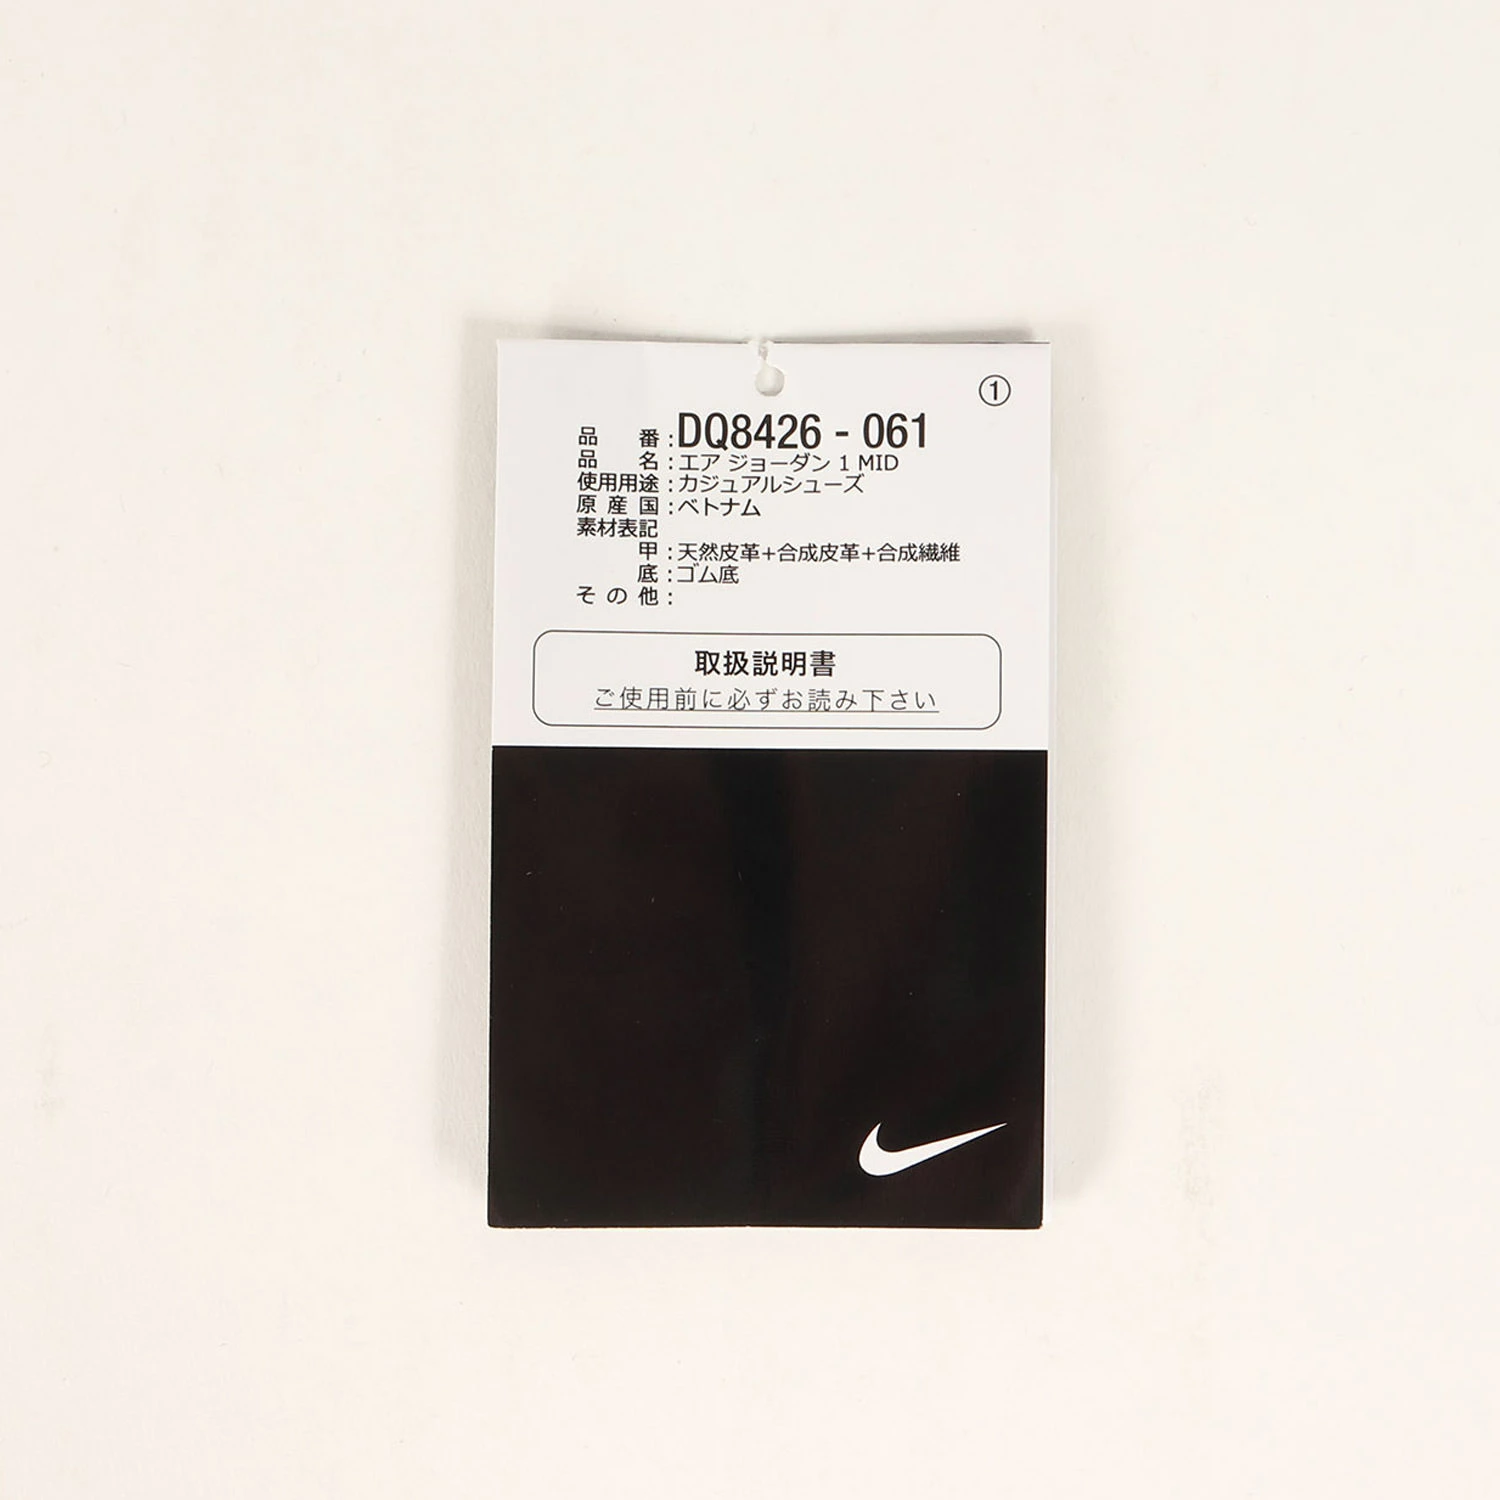 ①
品 番 : DQ8426 - 061
品 名 : エア ジョーダン 1 MID
使用用途 : カジュアルシューズ
原 産 国 : ベトナム
素材表記
甲 : 天然皮革+合成皮革+合成繊維
底 : ゴム底
そ の 他 :
取扱説明書
ご使用前に必ずお読み下さい